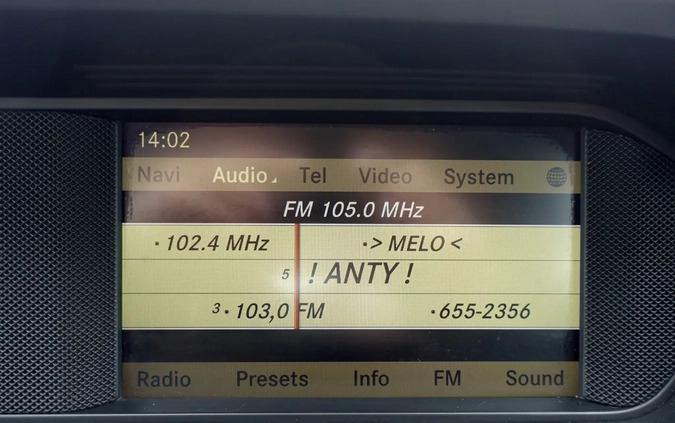 14:02
Navi Audio Tel Video System
FM 105.0 MHz
·102.4 MHz ·> MELO <
5 ! ANTY !
3·103,0 FM ·655-2356
Radio Presets Info FM Sound